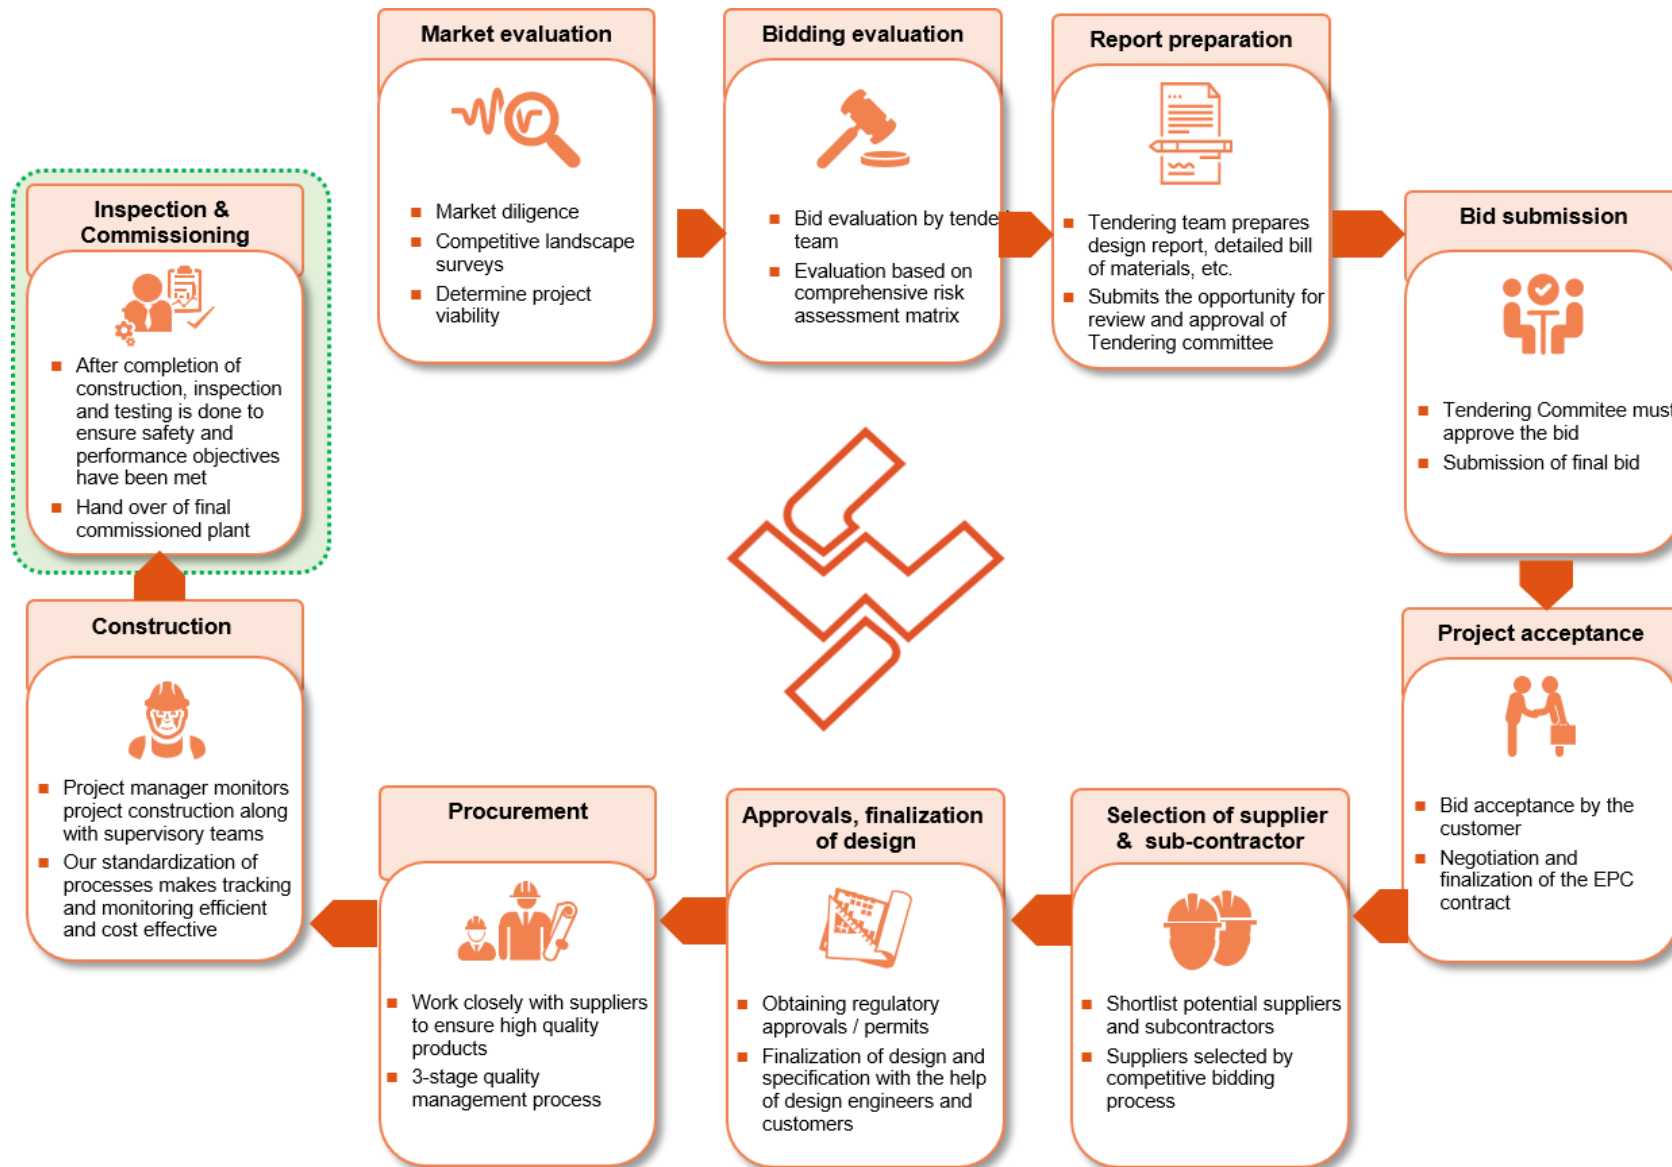 Market evaluation
Market diligence
Competitive landscape
surveys
Determine project
viability
Bidding evaluation
Bid evaluation by tende
team
Evaluation based on
comprehensive risk
assessment matrix
Report preparation
Tendering team prepares
design report, detailed bill
of materials, etc.
Submits the opportunity for
review and approval of
Tendering committee
Bid submission
Tendering Commitee must
approve the bid
Submission of final bid
Project acceptance
Bid acceptance by the
customer
Negotiation and
finalization of the EPC
contract
Selection of supplier
& sub-contractor
Shortlist potential suppliers
and subcontractors
Suppliers selected by
competitive bidding
process
Approvals, finalization
of design
Obtaining regulatory
approvals / permits
Finalization of design and
specification with the help
of design engineers and
customers
Procurement
Work closely with suppliers
to ensure high quality
products
3-stage quality
management process
Construction
Project manager monitors
project construction along
with supervisory teams
Our standardization of
processes makes tracking
and monitoring efficient
and cost effective
Inspection &
Commissioning
After completion of
construction, inspection
and testing is done to
ensure safety and
performance objectives
have been met
Hand over of final
commissioned plant